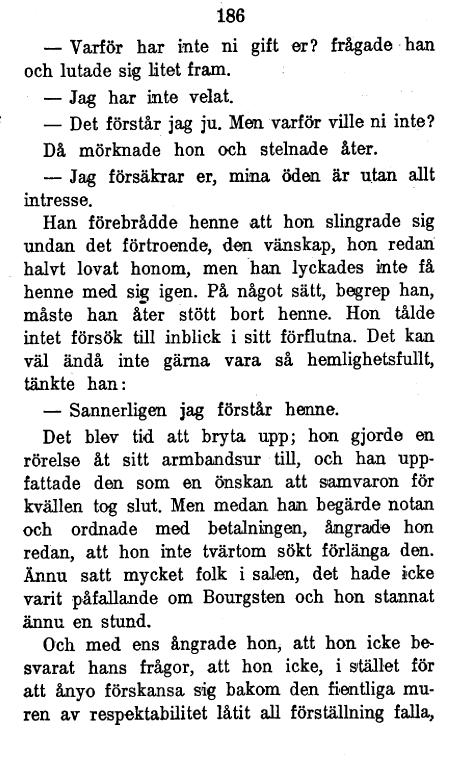 186
— Varför har inte ni gift er? frågade han
och lutade sig litet fram.
— Jag har inte velat.
— Det förstår jag ju. Men varför ville ni inte?
Då mörknade hon och stelnade åter.
— Jag försäkrar er, mina öden är utan allt
intresse.
Han förebrådde henne att hon slingrade sig
undan det förtroende, den vänskap, hon redan
halvt lovat honom, men han lyckades inte få
henne med sig igen. På något sätt, begrep han,
måste han åter stött bort henne. Hon tålde
intet försök till inblick i sitt förflutna. Det kan
väl ändå inte gärna vara så hemlighetsfullt,
tänkte han:
— Sannerligen jag förstår henne.
Det blev tid att bryta upp; hon gjorde en
rörelse åt sitt armbandsur till, och han upp-
fattade den som en önskan att samvaron för
kvällen tog slut. Men medan han begärde notan
och ordnade med betalningen, ångrade hon
redan, att hon inte tvärtom sökt förlänga den.
Ännu satt mycket folk i salen, det hade icke
varit påfallande om Bourgsten och hon stannat
ännu en stund.
Och med ens ångrade hon, att hon icke be-
svarat hans frågor, att hon icke, i stället för
att ånyo förskansa sig bakom den fientliga mu-
ren av respektabilitet låtit all förställning falla,